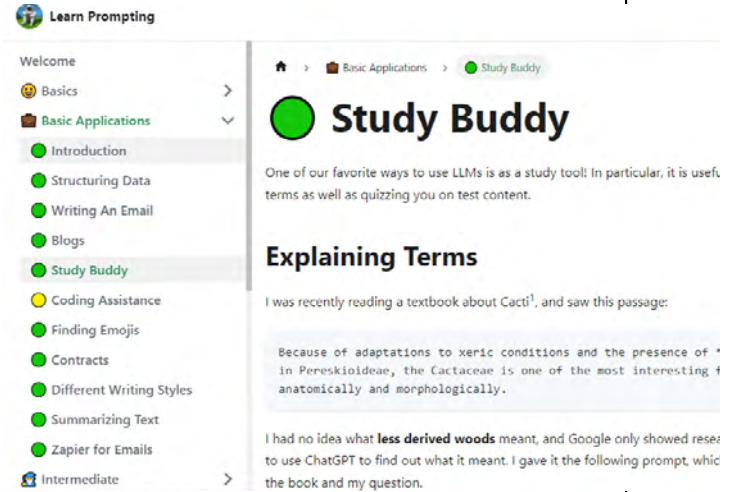 Learn Prompting
Welcome
Basics
Basic Applications
Introduction
Structuring Data
Writing An Email
Blogs
Study Buddy
Coding Assistance
Finding Emojis
Contracts
Different Writing Styles
Summarizing Text
Zapier for Emails
Intermediate
Basic Applications > Study Buddy
Study Buddy
One of our favorite ways to use LLMs is as a study tool! In particular, it is
terms as well as quizzing you on test content.
Explaining Terms
I was recently reading a textbook about Cacti¹, and saw this passage:
Because of adaptations to xeric conditions and the presence of
in Pereskioideae, the Cactaceae is one of the most interesting
anatomically and morphologically.
I had no idea what less derived woods meant, and Google only showed
to use ChatGPT to find out what it meant. I gave it the following prompt,
the book and my question.